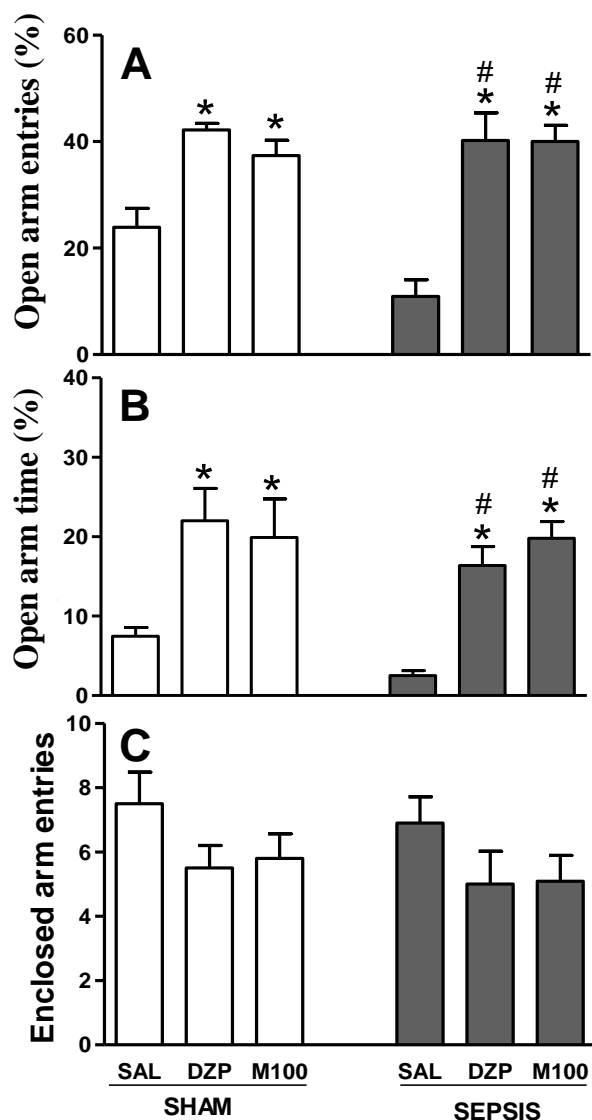 A
Open arm entries (%)
60
40
20
0
* * # * # *
B
Open arm time (%)
40
30
20
10
0
* * # * # *
C
Enclosed arm entries
10
8
6
4
2
0
SAL DZP M100 SAL DZP M100
SHAM SEPSIS